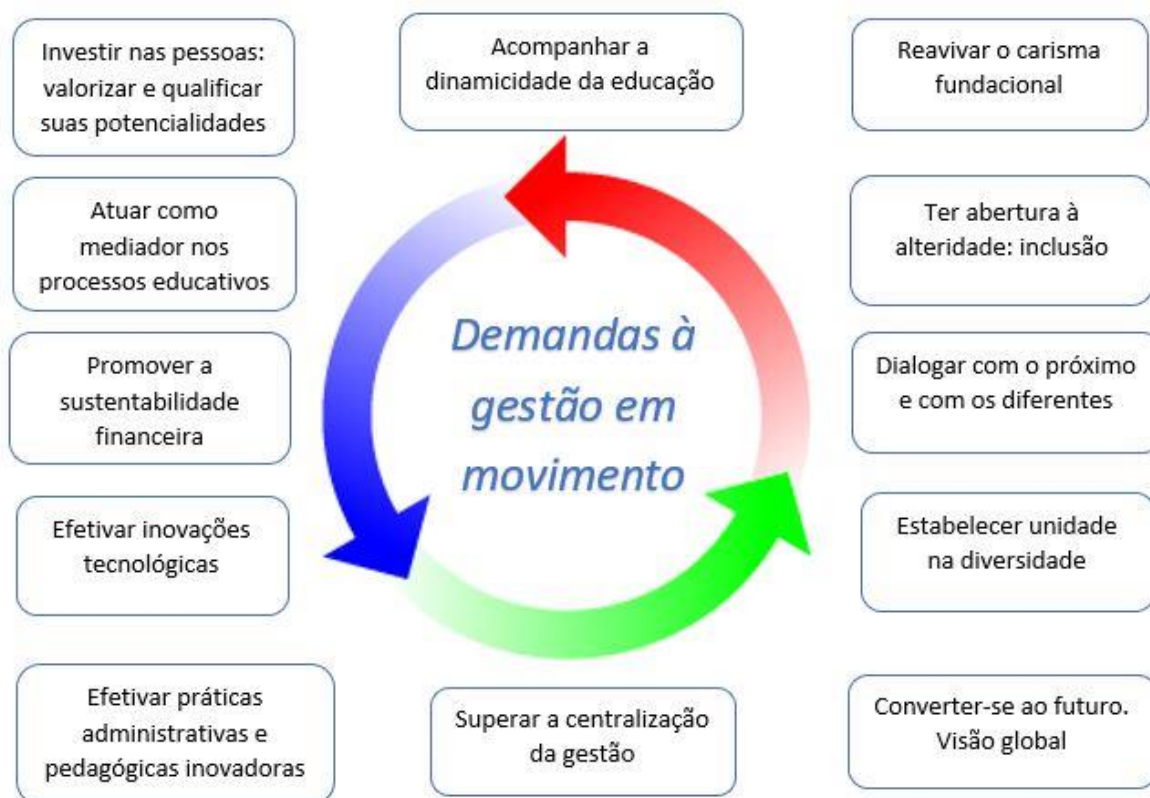 Investir nas pessoas:
valorizar e qualificar
suas potencialidades
Acompanhar a
dinamicidade da educação
Reavivar o carisma
fundacional
Atuar como
mediador nos
processos educativos
Ter abertura à
alteridade: inclusão
Promover a
sustentabilidade
financeira
Demandas à
gestão em
movimento
Dialogar com o próximo
e com os diferentes
Efetivar inovações
tecnológicas
Estabelecer unidade
na diversidade
Efetivar práticas
administrativas e
pedagógicas inovadoras
Superar a centralização
da gestão
Converter-se ao futuro.
Visão global